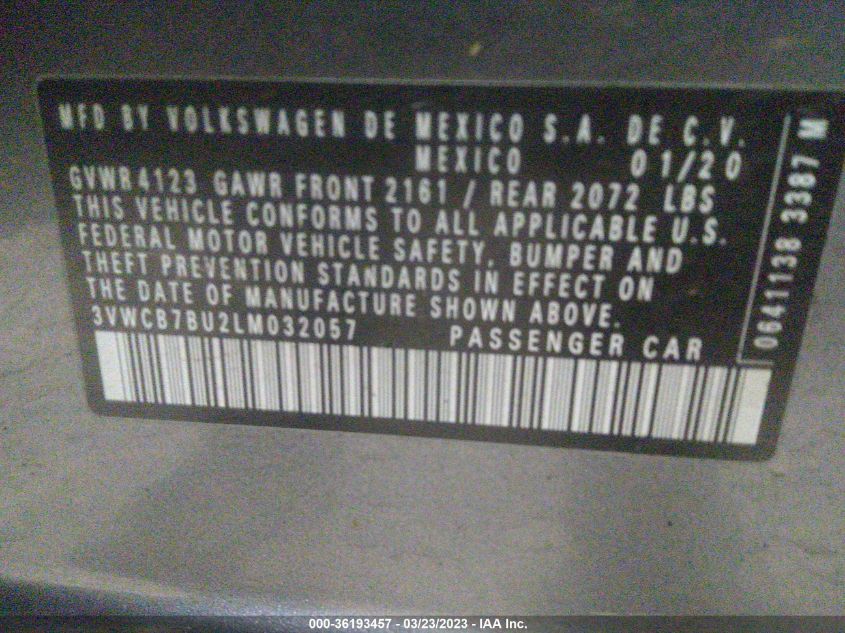 MFD BY VOLKSWAGEN DE MEXICO S.A. DE C.V.
MEXICO 01/20
GVWR 4123 GAWR FRONT 2161 / REAR 2072 LBS
THIS VEHICLE CONFORMS TO ALL APPLICABLE U.S.
FEDERAL MOTOR VEHICLE SAFETY, BUMPER AND
THEFT PREVENTION STANDARDS IN EFFECT ON
THE DATE OF MANUFACTURE SHOWN ABOVE.
3VWCB7BU2LM032057 PASSENGER CAR
0641138 3387 M
000-36193457 - 03/23/2023 - IAA Inc.